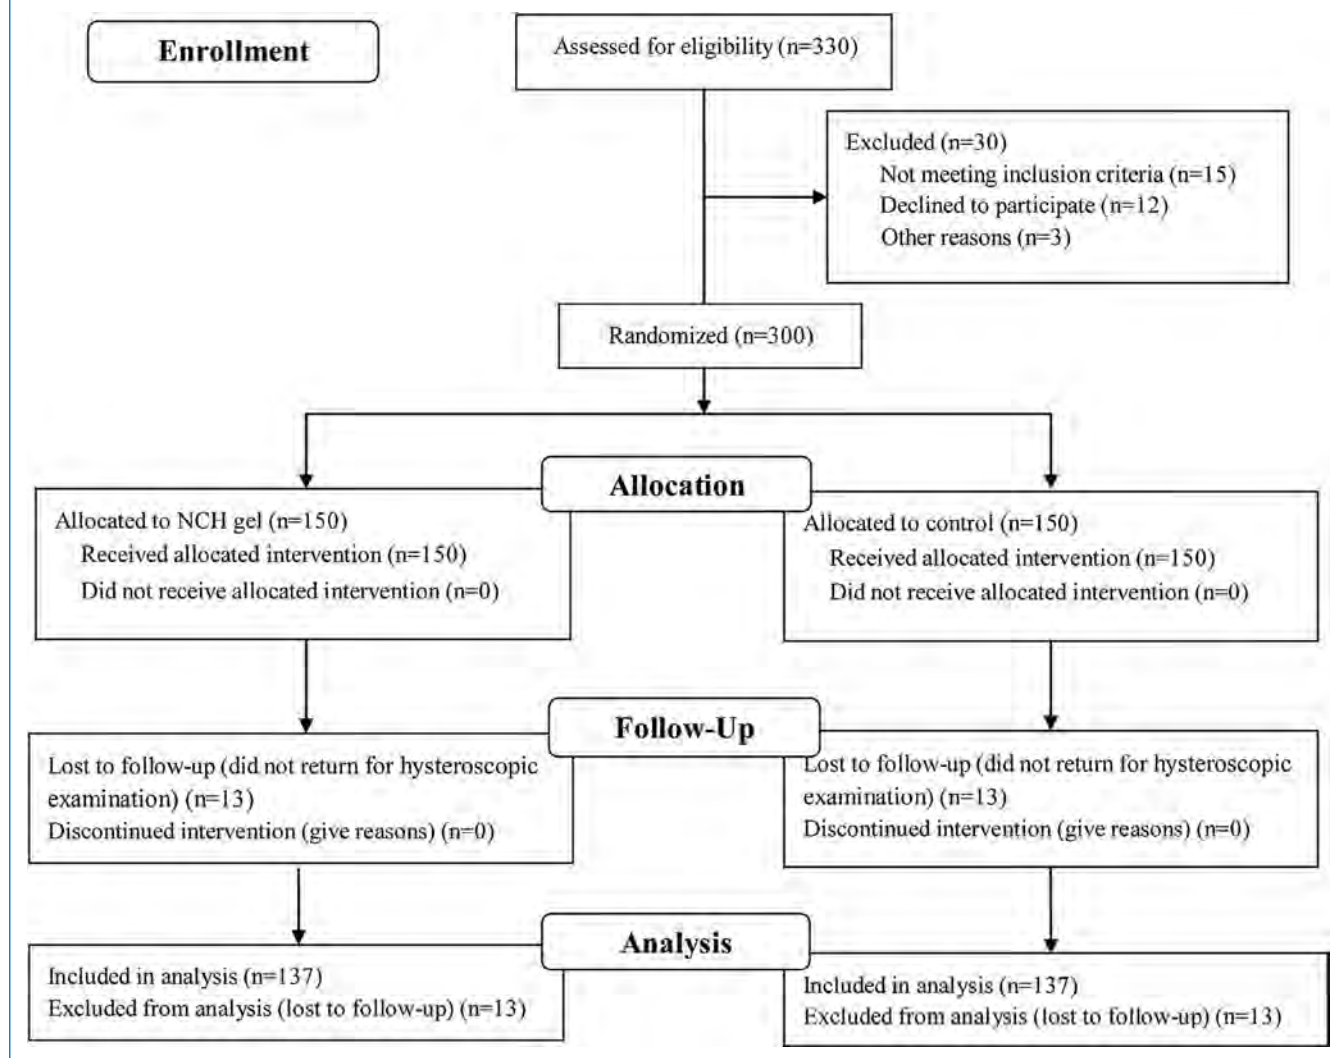 Enrollment
Assessed for eligibility (n=330)
Excluded (n=30)
Not meeting inclusion criteria (n=15)
Declined to participate (n=12)
Other reasons (n=3)
Randomized (n=300)
Allocation
Allocated to NCH gel (n=150)
Received allocated intervention (n=150)
Did not receive allocated intervention (n=0)
Allocated to control (n=150)
Received allocated intervention (n=150)
Did not receive allocated intervention (n=0)
Follow-Up
Lost to follow-up (did not return for hysteroscopic
examination) (n=13)
Discontinued intervention (give reasons) (n=0)
Lost to follow-up (did not return for hysteroscopic
examination) (n=13)
Discontinued intervention (give reasons) (n=0)
Analysis
Included in analysis (n=137)
Excluded from analysis (lost to follow-up) (n=13)
Included in analysis (n=137)
Excluded from analysis (lost to follow-up) (n=13)